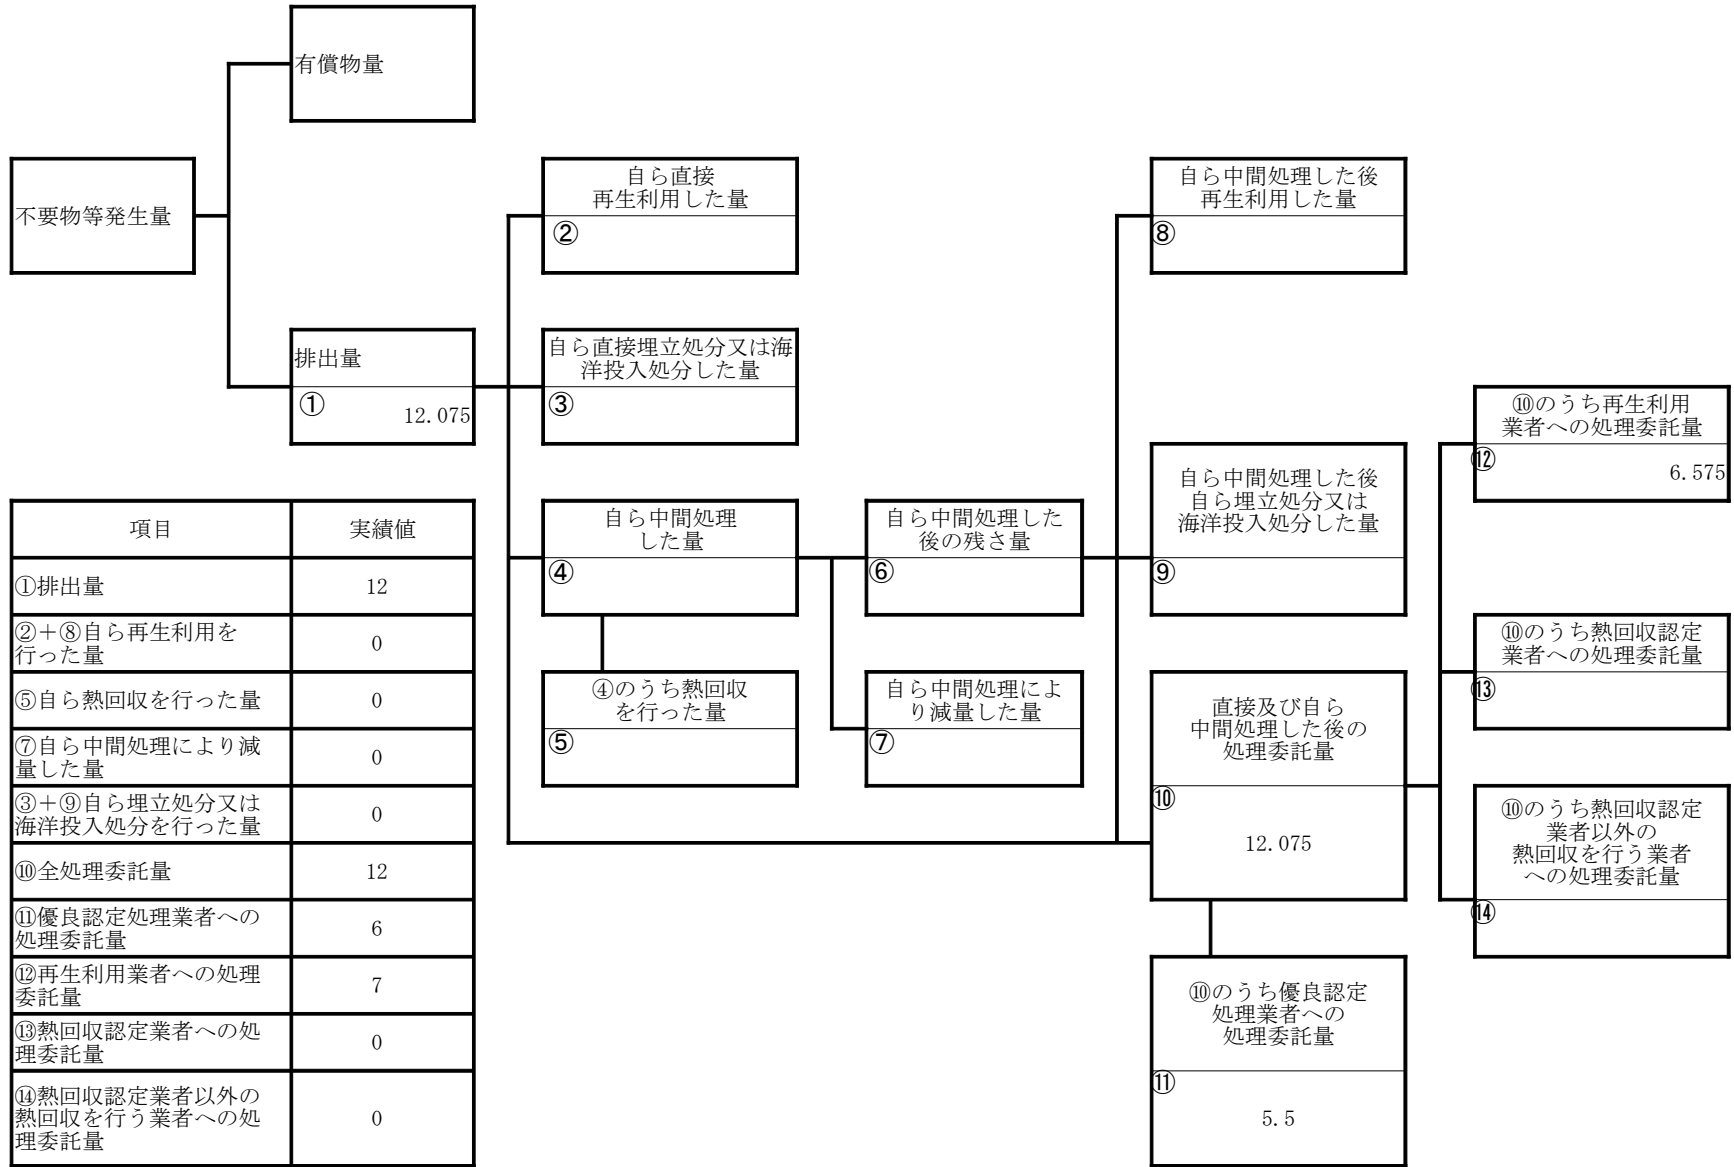 有償物量
不要物等発生量
自ら直接
再生利用した量
②
自ら中間処理した後
再生利用した量
⑧
排出量
①
12.075
自ら直接埋立処分又は海
洋投入処分した量
③
⑩のうち再生利用
業者への処理委託量
⑫
6.575
自ら中間処理
した量
④
自ら中間処理した
後の残さ量
⑥
自ら中間処理した後
自ら埋立処分又は
海洋投入処分した量
⑨
⑩のうち熱回収認定
業者への処理委託量
⑬
④のうち熱回収
を行った量
⑤
自ら中間処理によ
り減量した量
⑦
直接及び自ら
中間処理した後の
処理委託量
⑩
12.075
⑩のうち熱回収認定
業者以外の
熱回収を行う業者
への処理委託量
⑭
⑩のうち優良認定
処理業者への
処理委託量
⑪
5.5
項目 実績値
①排出量 12
②＋⑧自ら再生利用を
行った量 0
⑤自ら熱回収を行った量 0
⑦自ら中間処理により減
量した量 0
③＋⑨自ら埋立処分又は
海洋投入処分を行った量 0
⑩全処理委託量 12
⑪優良認定処理業者への
処理委託量 6
⑫再生利用業者への処理
委託量 7
⑬熱回収認定業者への処
理委託量 0
⑭熱回収認定業者以外の
熱回収を行う業者への処 0
理委託量